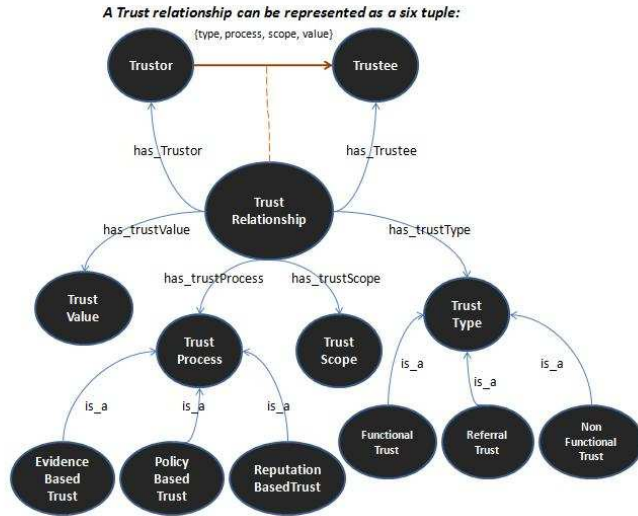 A Trust relationship can be represented as a six tuple:
{type, process, scope, value}
Trustor
Trustee
has_Trustor
has_Trustee
Trust
Relationship
has_trustValue
has_trustType
has_trustProcess
has_trustScope
Trust
Value
Trust
Process
Trust
Scope
Trust
Type
is_a
is_a
is_a
is_a
is_a
is_a
Evidence
Based
Trust
Policy
Based
Trust
Reputation
BasedTrust
Functional
Trust
Referral
Trust
Non
Functional
Trust